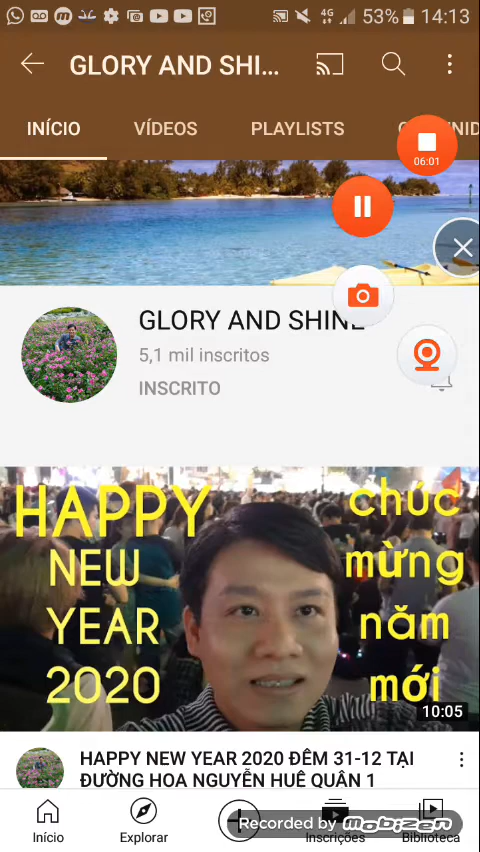 4G 53% 14:13
GLORY AND SHI...
INÍCIO VÍDEOS PLAYLISTS
06:01
GLORY AND SHINE
5,1 mil inscritos
INSCRITO
HAPPY
NEW
YEAR
2020
chúc
mừng
năm
mới
10:05
HAPPY NEW YEAR 2020 ĐÊM 31-12 TẠI
ĐƯỜNG HOA NGUYỄN HUỆ QUẬN 1
Recorded by Mobizen
Início Explorar Inscrições Biblioteca